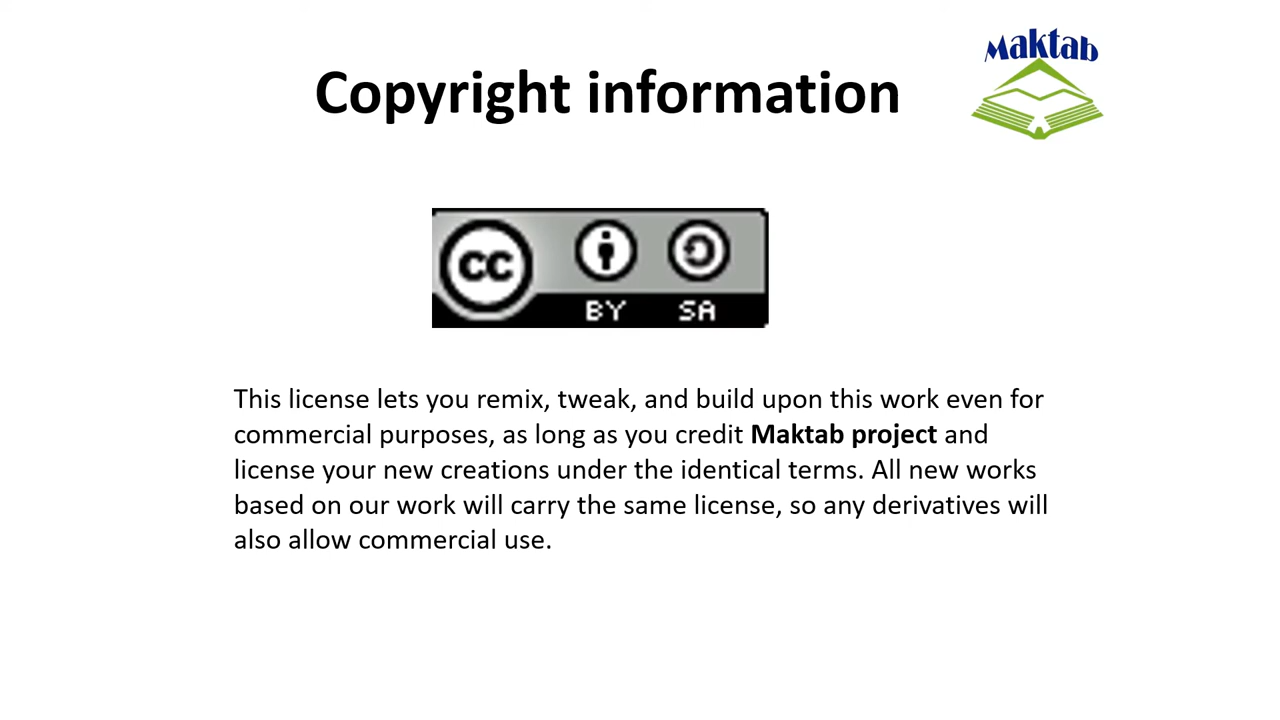 Maktab
Copyright information
CC
BY SA
This license lets you remix, tweak, and build upon this work even for
commercial purposes, as long as you credit Maktab project and
license your new creations under the identical terms. All new works
based on our work will carry the same license, so any derivatives will
also allow commercial use.